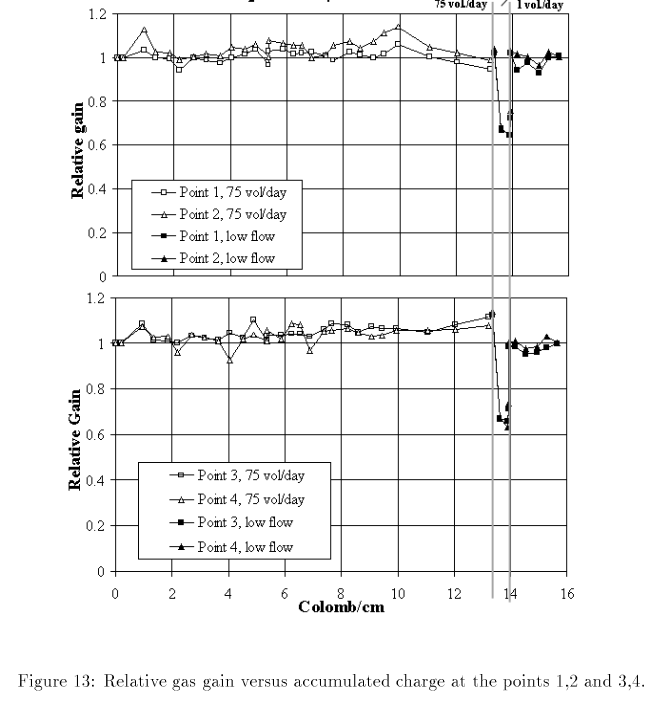 75 vol/day
1 vol/day
1.2
1
0.8
0.6
0.4
0.2
0
Relative gain
Point 1, 75 vol/day
Point 2, 75 vol/day
Point 1, low flow
Point 2, low flow
1.2
1
0.8
0.6
0.4
0.2
0
Relative Gain
Point 3, 75 vol/day
Point 4, 75 vol/day
Point 3, low flow
Point 4, low flow
0 2 4 6 8 10 12 14 16
Colomb/cm
Figure 13: Relative gas gain versus accumulated charge at the points 1,2 and 3,4.